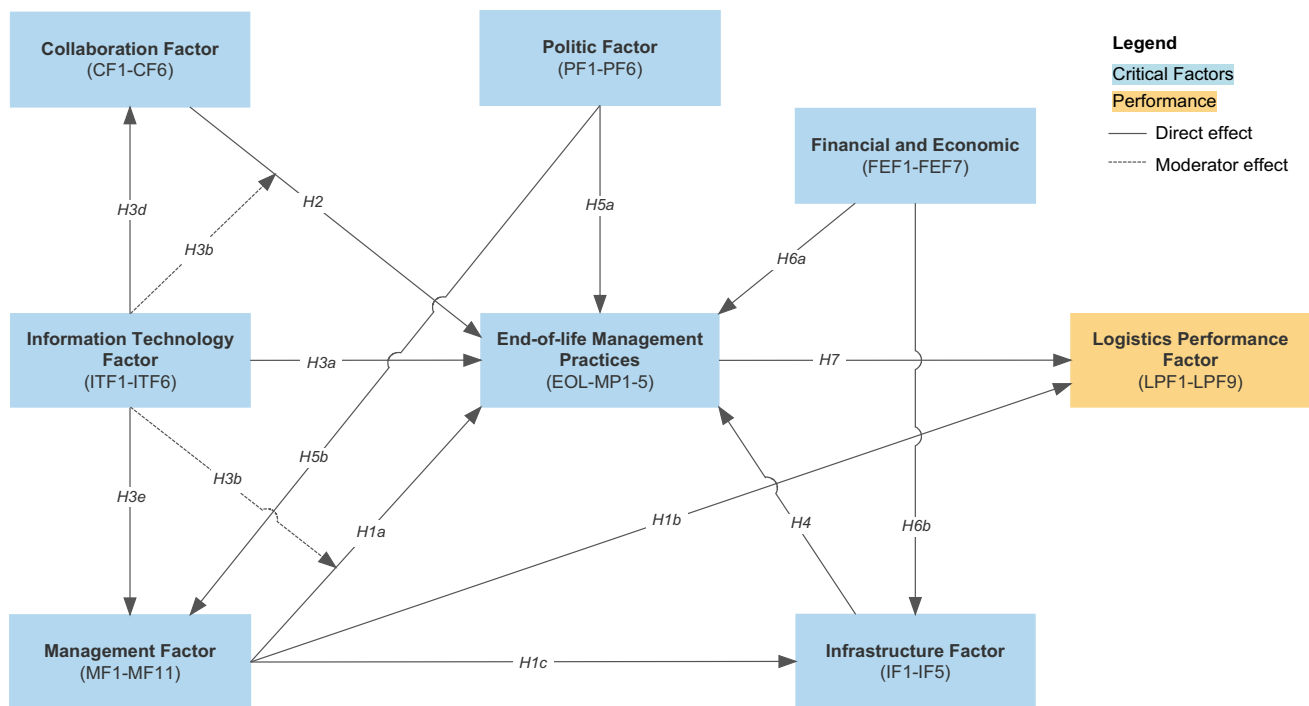 Collaboration Factor
(CF1-CF6)
Politic Factor
(PF1-PF6)
Legend
Critical Factors
Performance
Direct effect
Moderator effect
Financial and Economic
(FEF1-FEF7)
H3d
H3b
H2
H5a
H6a
Information Technology
Factor
(ITF1-ITF6)
H3a
End-of-life Management
Practices
(EOL-MP1-5)
H7
Logistics Performance
Factor
(LPF1-LPF9)
H3e
H3b
H5b
H1a
H1b
H4
H6b
Management Factor
(MF1-MF11)
H1c
Infrastructure Factor
(IF1-IF5)